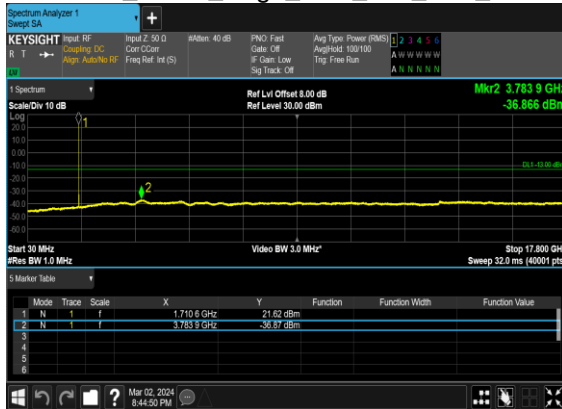 Spectrum Analyzer 1
Swept SA
+
KEYSIGHT Input: RF Input Z: 50 Ω #Atten: 40 dB PNO: Fast Avg Type: Power (RMS) 1 2 3 4 5 6
R T Coupling: DC Corr CCorr Gate: Off Avg|Hold: 100/100 A W W W W W
Align: Auto/No RF Freq Ref: Int (S) IF Gain: Low Trig: Free Run
Sig Track: Off A N N N N N
1 Spectrum Ref Lvl Offset 8.00 dB Mkr2 3.783 9 GHz
Scale/Div 10 dB Ref Level 30.00 dBm -36.866 dBm
Log
1
20.0
10.0
0.00
-10.0
DL1 -13.00 dBm
-20.0
-30.0
2
-40.0
-50.0
-60.0
Start 30 MHz Video BW 3.0 MHz* Stop 17.800 GHz
#Res BW 1.0 MHz Sweep 32.0 ms (40001 pts)
5 Marker Table
Mode Trace Scale X Y Function Function Width Function Value
1 N 1 f 1.710 6 GHz 21.62 dBm
2 N 1 f 3.783 9 GHz -36.87 dBm
3
4
5
6
? Mar 02, 2024
8:44:50 PM